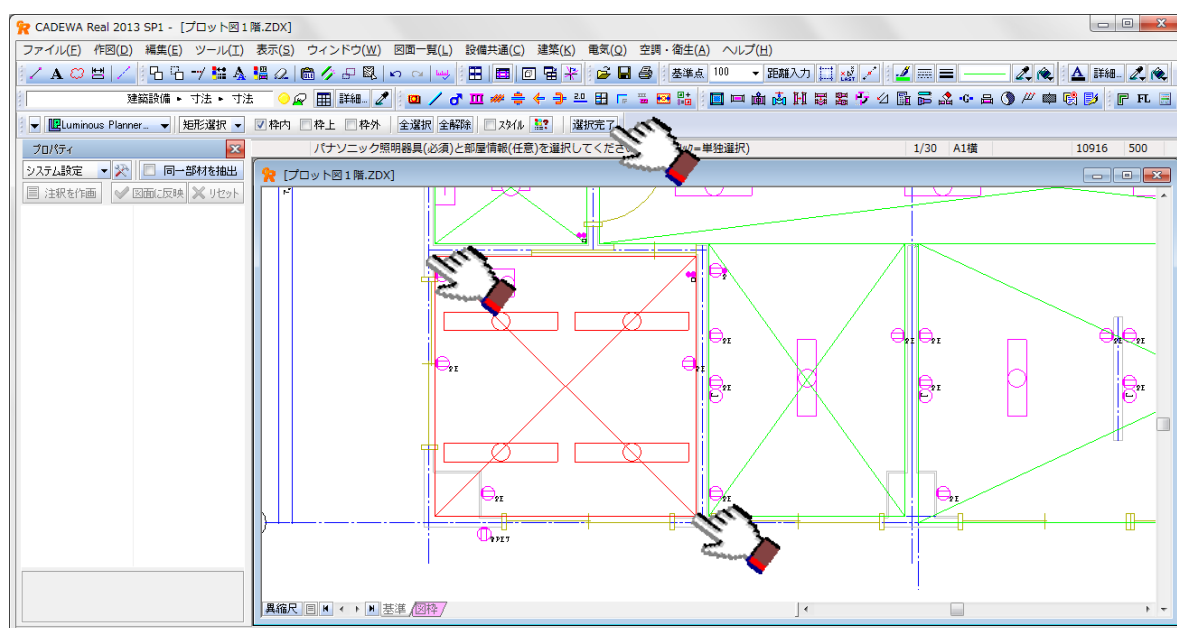 CADEWA Real 2013 SP1 - [プロット図1階.ZDX]
ファイル(F) 作図(D) 編集(E) ツール(T) 表示(S) ウィンドウ(W) 図面一覧(L) 設備共通(C) 建築(K) 電気(Q) 空調・衛生(A) ヘルプ(H)
基準点 100 距離入力 詳細...
建築設備 ▸ 寸法 ▸ 寸法 詳細... FL
Luminous Planner... 矩形選択 枠内 枠上 枠外 全選択 全解除 スタイル 選択完了
プロパティ パナソニック照明器具(必須)と部屋情報(任意)を選択してくださ =単独選択) 1/30 A1横 10916 500
システム設定 同一部材を抽出 [プロット図1階.ZDX]
注釈を作画 図面に反映 リセット
異縮尺 基準 図枠